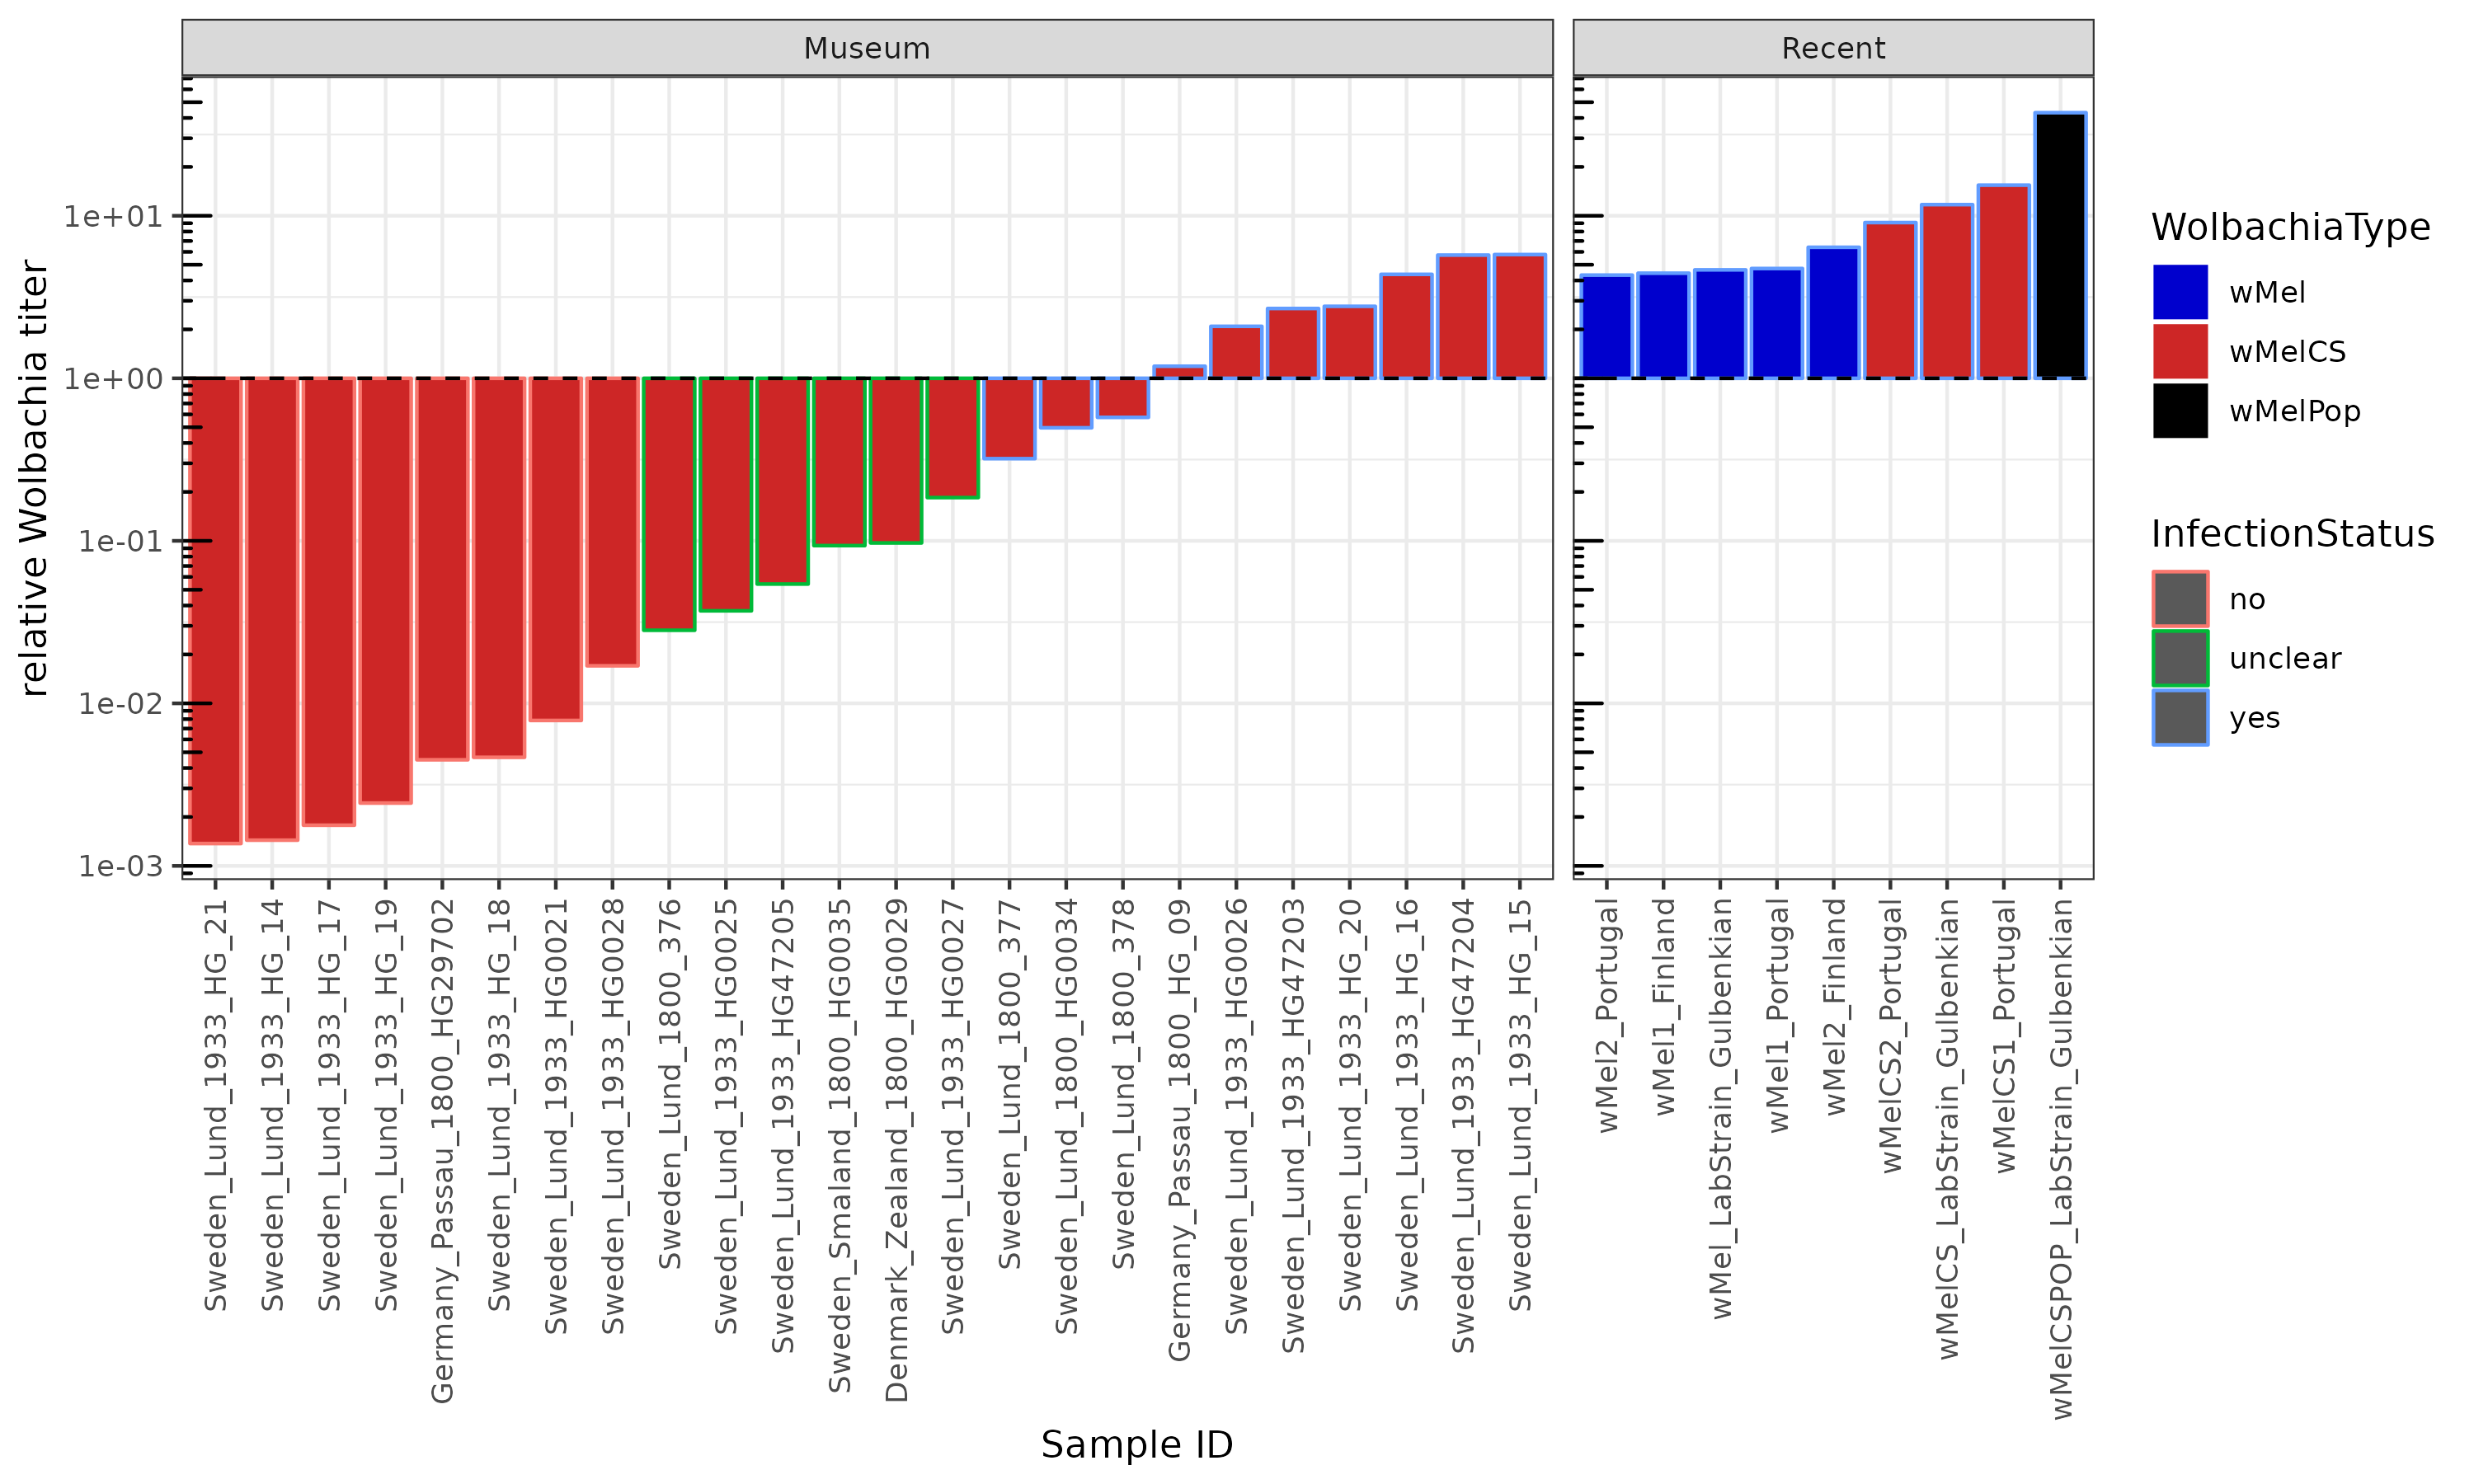 Museum
Recent
relative Wolbachia titer
1e+01
1e+00
1e-01
1e-02
1e-03
Sweden_Lund_1933_HG_21
Sweden_Lund_1933_HG_14
Sweden_Lund_1933_HG_17
Sweden_Lund_1933_HG_19
Germany_Passau_1800_HG29702
Sweden_Lund_1933_HG_18
Sweden_Lund_1933_HG0021
Sweden_Lund_1933_HG0028
Sweden_Lund_1800_376
Sweden_Lund_1933_HG0025
Sweden_Lund_1933_HG47205
Sweden_Smaland_1800_HG0035
Denmark_Zealand_1800_HG0029
Sweden_Lund_1933_HG0027
Sweden_Lund_1800_377
Sweden_Lund_1800_HG0034
Sweden_Lund_1800_378
Germany_Passau_1800_HG_09
Sweden_Lund_1933_HG0026
Sweden_Lund_1933_HG47203
Sweden_Lund_1933_HG_20
Sweden_Lund_1933_HG_16
Sweden_Lund_1933_HG47204
Sweden_Lund_1933_HG_15
wMel2_Portugal
wMel1_Finland
wMel_LabStrain_Gulbenkian
wMel1_Portugal
wMel2_Finland
wMelCS2_Portugal
wMelCS_LabStrain_Gulbenkian
wMelCS1_Portugal
wMelCSPOP_LabStrain_Gulbenkian
Sample ID
WolbachiaType
wMel
wMelCS
wMelPop
InfectionStatus
no
unclear
yes